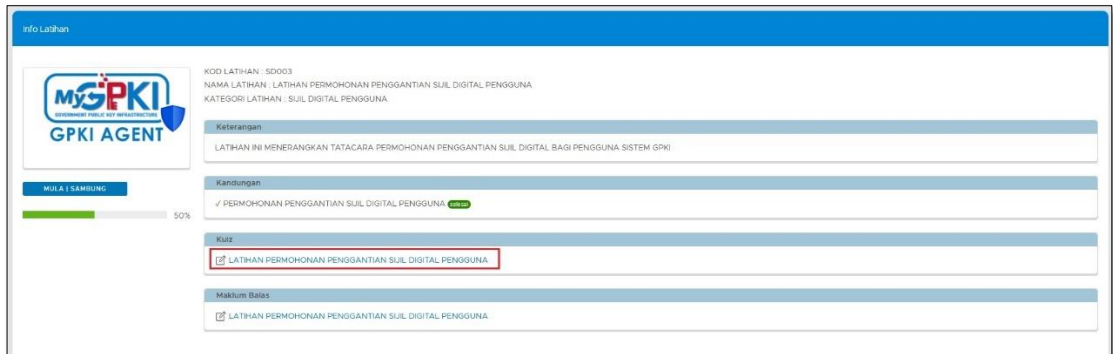 Info Latihan
MyGPKI
GOVERNMENT PUBLIC KEY INFRASTRUCTURE
GPKI AGENT
MULA | SAMBUNG
50%
KOD LATIHAN : SD003
NAMA LATIHAN : LATIHAN PERMOHONAN PENGGANTIAN SIJIL DIGITAL PENGGUNA
KATEGORI LATIHAN : SIJIL DIGITAL PENGGUNA
Keterangan
LATIHAN INI MENERANGKAN TATACARA PERMOHONAN PENGGANTIAN SIJIL DIGITAL BAGI PENGGUNA SISTEM GPKI
Kandungan
✓ PERMOHONAN PENGGANTIAN SIJIL DIGITAL PENGGUNA selesai
Kuiz
LATIHAN PERMOHONAN PENGGANTIAN SIJIL DIGITAL PENGGUNA
Maklum Balas
LATIHAN PERMOHONAN PENGGANTIAN SIJIL DIGITAL PENGGUNA